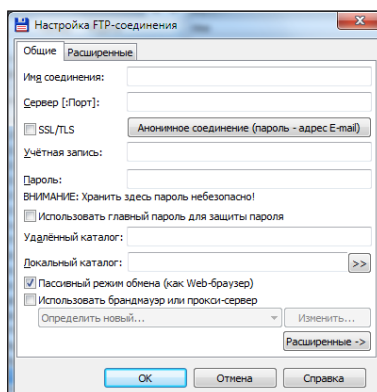 Настройка FTP-соединения
Общие Расширенные
Имя соединения:
Сервер [:Порт]:
SSL/TLS Анонимное соединение (пароль - адрес E-mail)
Учётная запись:
Пароль:
ВНИМАНИЕ: Хранить здесь пароль небезопасно!
Использовать главный пароль для защиты пароля
Удалённый каталог:
Локальный каталог: >>
Пассивный режим обмена (как Web-браузер)
Использовать брандмауэр или прокси-сервер
Определить новый... Изменить...
Расширенные ->
OK Отмена Справка